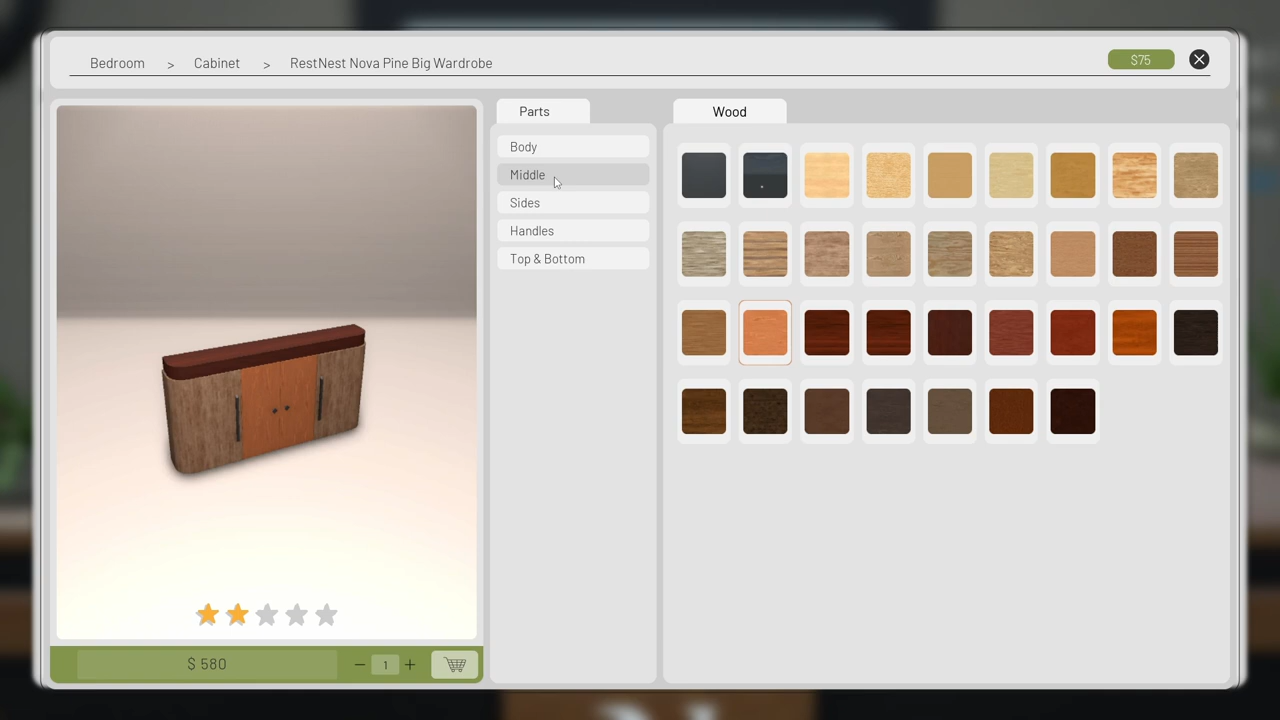 Bedroom > Cabinet > RestNest Nova Pine Big Wardrobe
$75
Parts
Wood
Body
Middle
Sides
Handles
Top & Bottom
$ 580
− 1 +